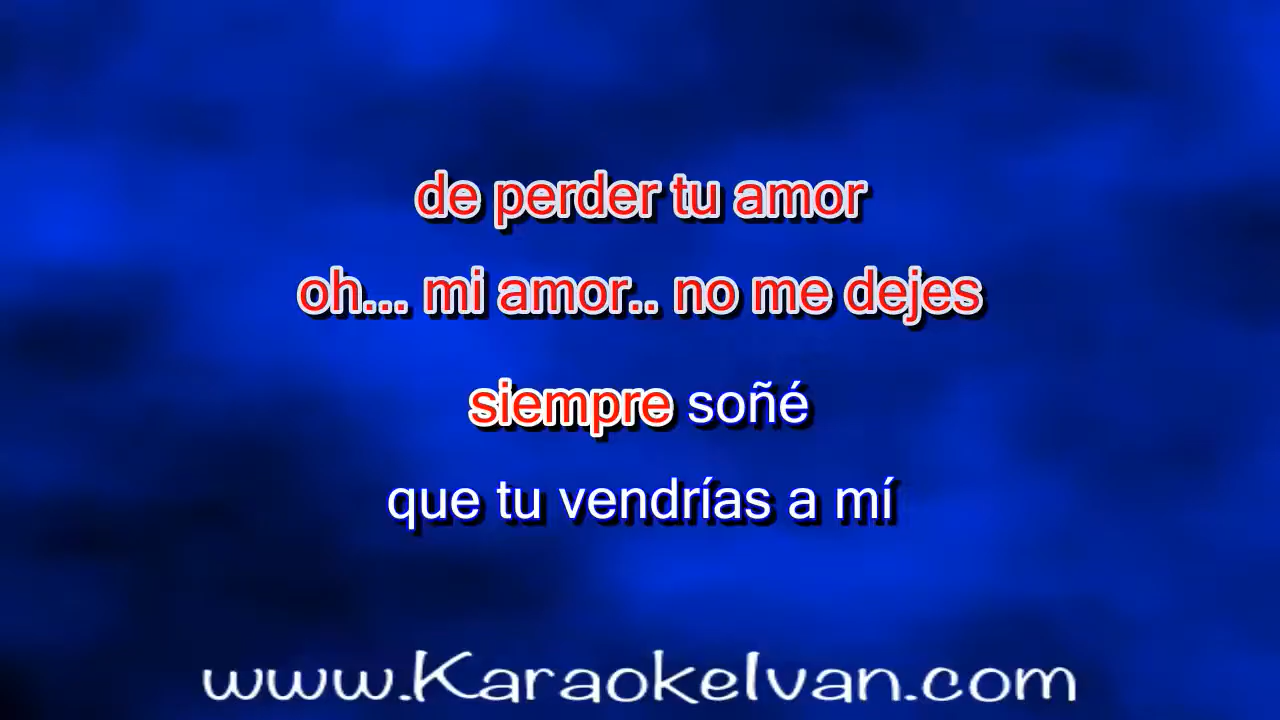 de perder tu amor
oh... mi amor.. no me dejes
siempre soñé
que tu vendrías a mí
www.KaraokeIvan.com